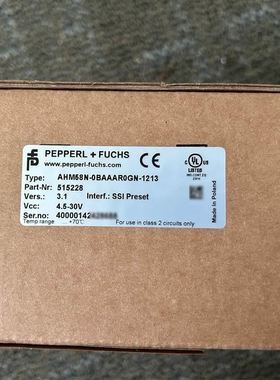 PEPPERL + FUCHS
www.pepperl-fuchs.com
CE
UL
LISTED
Type: AHM58N-0BAAAR0GN-1213
Part-Nr: 515228
Vers.: 3.1 Interf.: SSI Preset
Vcc: 4.5-30V
Ser.no: 40000142
Temp range ... +70°C For use in class 2 circuits only
Made in Poland